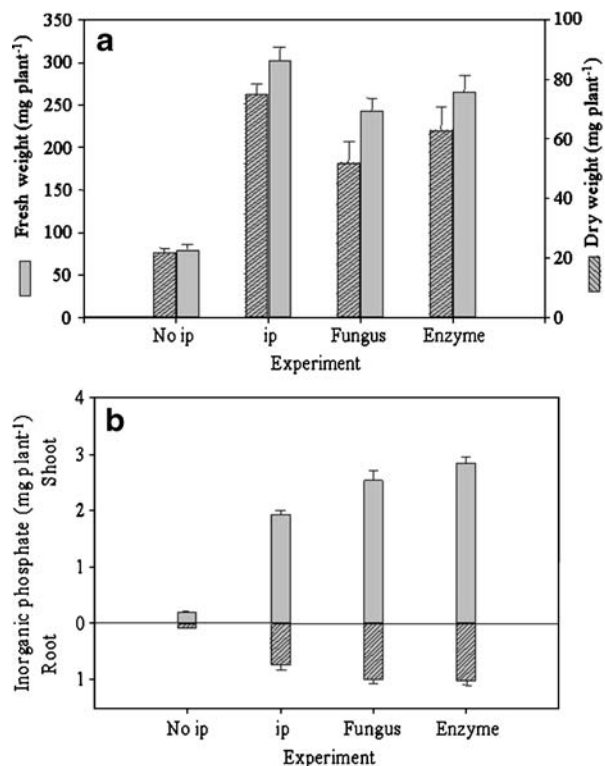 a
Fresh weight (mg plant-1)
350
300
250
200
150
100
50
0
100
80
60
40
20
0
Dry weight (mg plant-1)
No ip ip Fungus Enzyme
Experiment
b
Inorganic phosphate (mg plant-1)
Root Shoot
4
3
2
1
0
1
No ip ip Fungus Enzyme
Experiment